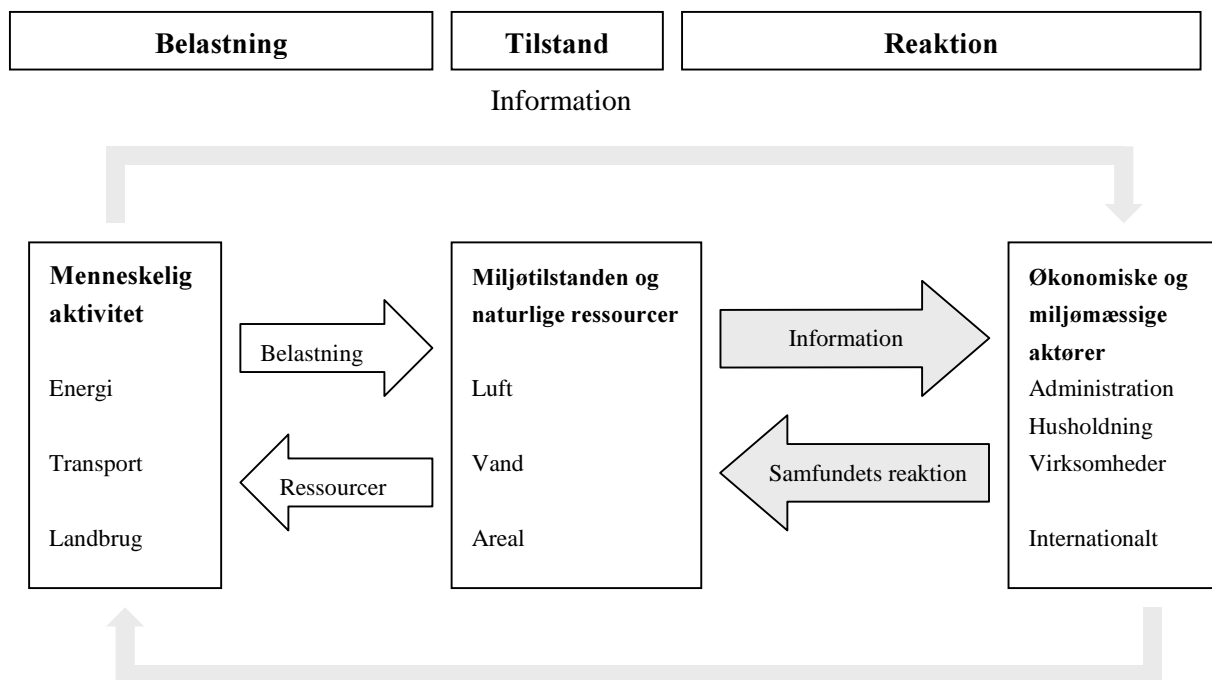 Belastning
Tilstand
Reaktion
Information
Menneskelig
aktivitet
Energi
Transport
Landbrug
Belastning
Ressourcer
Miljøtilstanden og
naturlige ressourcer
Luft
Vand
Areal
Information
Samfundets reaktion
Økonomiske og
miljømæssige
aktører
Administration
Husholdning
Virksomheder
Internationalt